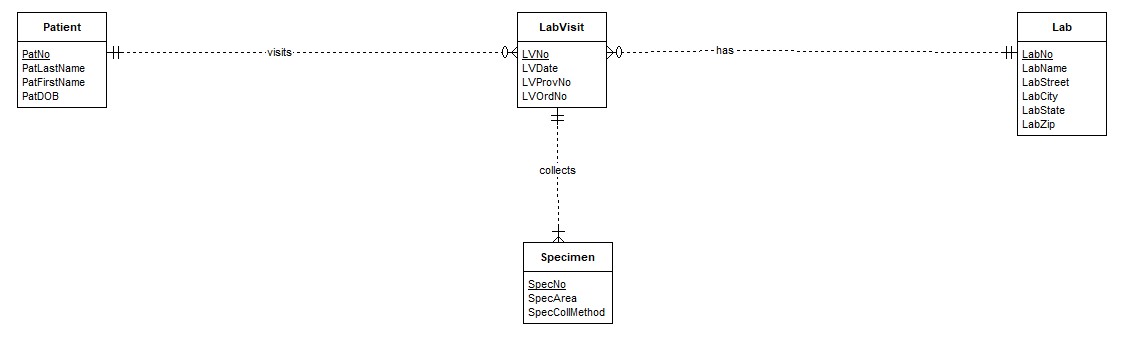 Patient
PatNo
PatLastName
PatFirstName
PatDOB
visits
LabVisit
LVNo
LVDate
LVProvNo
LVOrdNo
has
Lab
LabNo
LabName
LabStreet
LabCity
LabState
LabZip
collects
Specimen
SpecNo
SpecArea
SpecCollMethod